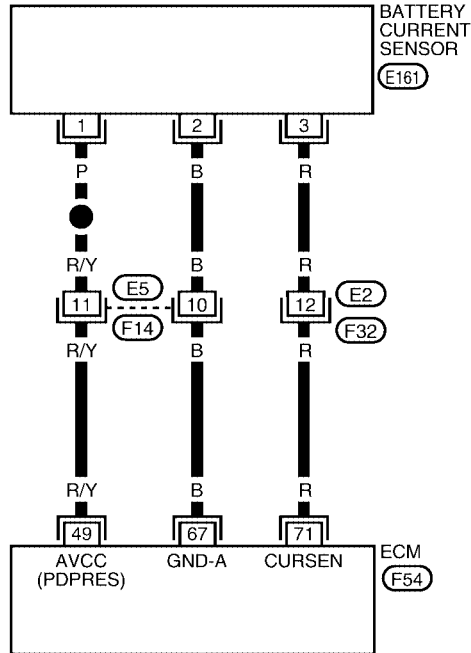 BATTERY
CURRENT
SENSOR
E161
1 2 3
P B R
R/Y B R
11 E5 10 12 E2
F14 F32
R/Y B R
R/Y B R
49 67 71
AVCC GND-A CURSEN
(PDPRES)
ECM
F54